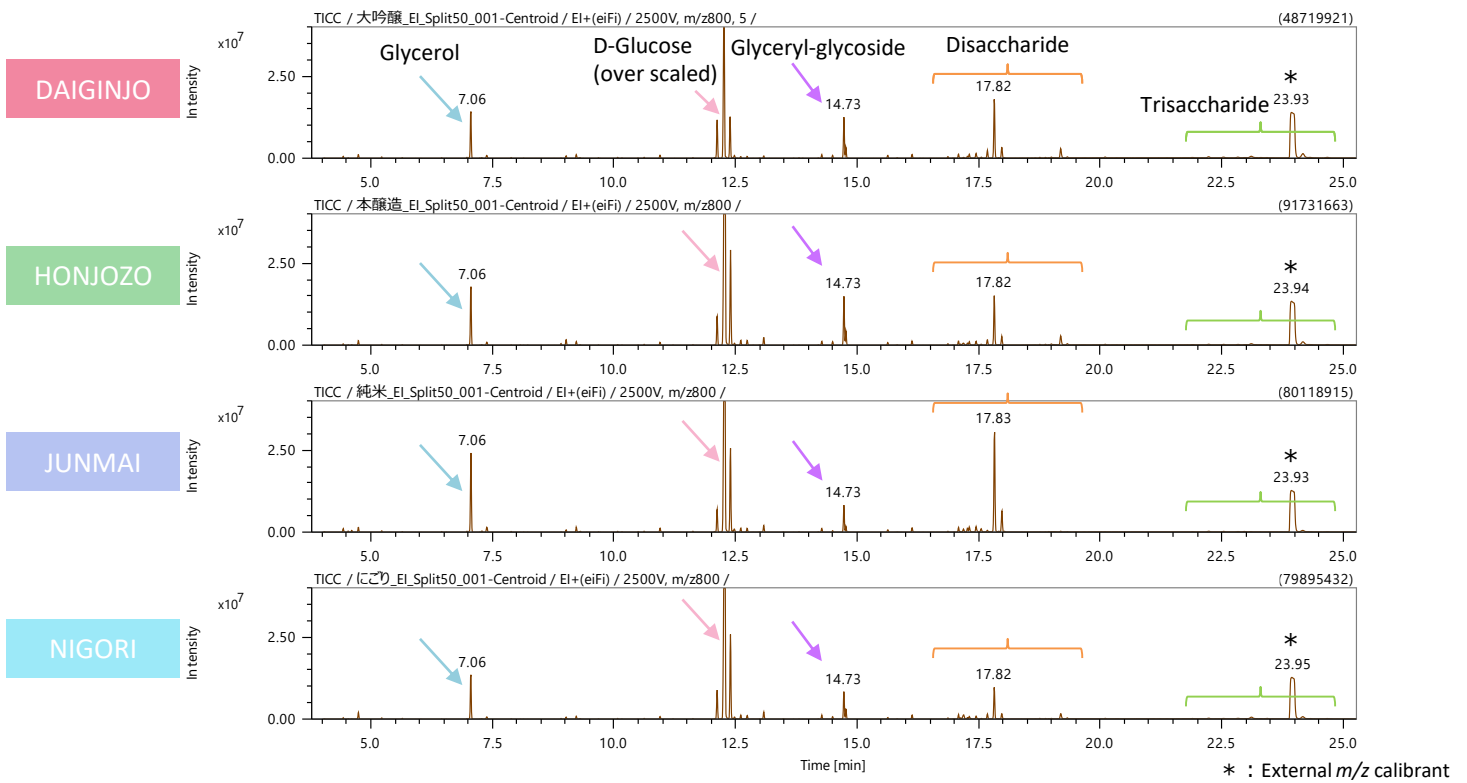 TICC / 大吟醸_EI_Split50_001-Centroid / EI+(eiFi) / 2500V, m/z800, 5 / (48719921)
x10⁷
DAIGINJO
Intensity
2.50
0.00
Glycerol
D-Glucose
(over scaled)
Glyceryl-glycoside
Disaccharide
Trisaccharide
7.06
14.73
17.82
*
23.93
5.0 7.5 10.0 12.5 15.0 17.5 20.0 22.5 25.0
TICC / 本醸造_EI_Split50_001-Centroid / EI+(eiFi) / 2500V, m/z800 / (91731663)
x10⁷
HONJOZO
Intensity
2.50
0.00
7.06
14.73
17.82
*
23.94
5.0 7.5 10.0 12.5 15.0 17.5 20.0 22.5 25.0
TICC / 純米_EI_Split50_001-Centroid / EI+(eiFi) / 2500V, m/z800 / (80118915)
x10⁷
JUNMAI
Intensity
2.50
0.00
7.06
14.73
17.83
*
23.93
5.0 7.5 10.0 12.5 15.0 17.5 20.0 22.5 25.0
TICC / にごり_EI_Split50_001-Centroid / EI+(eiFi) / 2500V, m/z800 / (79895432)
x10⁷
NIGORI
Intensity
2.50
0.00
7.06
14.73
17.82
*
23.95
5.0 7.5 10.0 12.5 15.0 17.5 20.0 22.5 25.0
Time [min]
* : External m/z calibrant